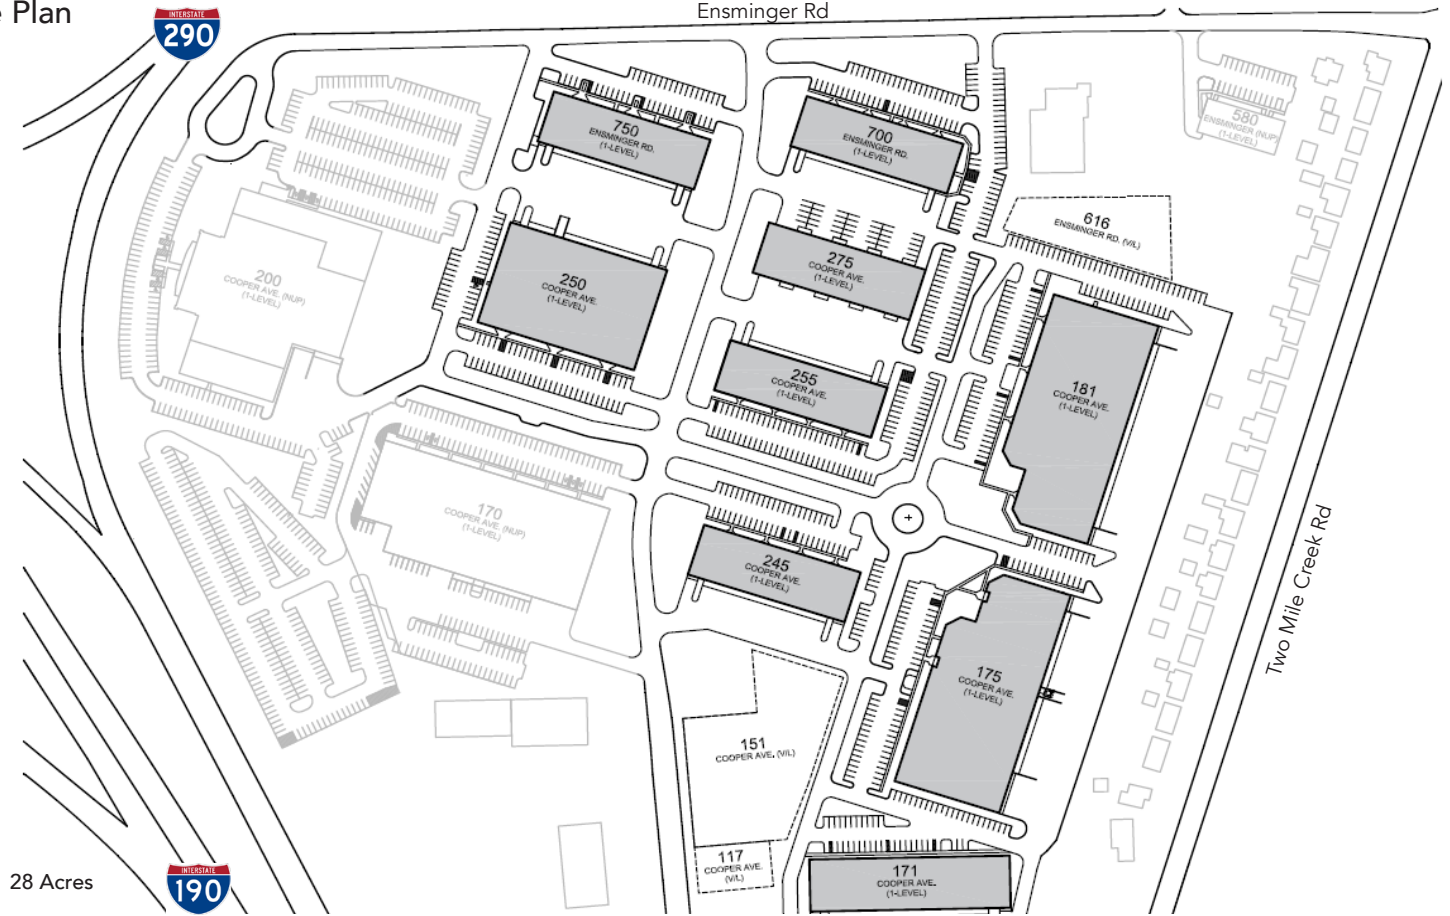 e Plan
Ensminger Rd
INTERSTATE
290
750
ENSMINGER RD.
(1-LEVEL)
700
ENSMINGER RD.
(1-LEVEL)
580
ENSMINGER (NUP)
(1-LEVEL)
616
ENSMINGER RD. (V/L)
200
COOPER AVE. (NUP)
(1-LEVEL)
250
COOPER AVE.
(1-LEVEL)
275
COOPER AVE.
(1-LEVEL)
255
COOPER AVE.
(1-LEVEL)
181
COOPER AVE.
(1-LEVEL)
170
COOPER AVE. (NUP)
(1-LEVEL)
245
COOPER AVE.
(1-LEVEL)
Two Mile Creek Rd
175
COOPER AVE.
(1-LEVEL)
151
COOPER AVE. (V/L)
117
COOPER AVE.
(V/L)
171
COOPER AVE.
(1-LEVEL)
28 Acres
INTERSTATE
190